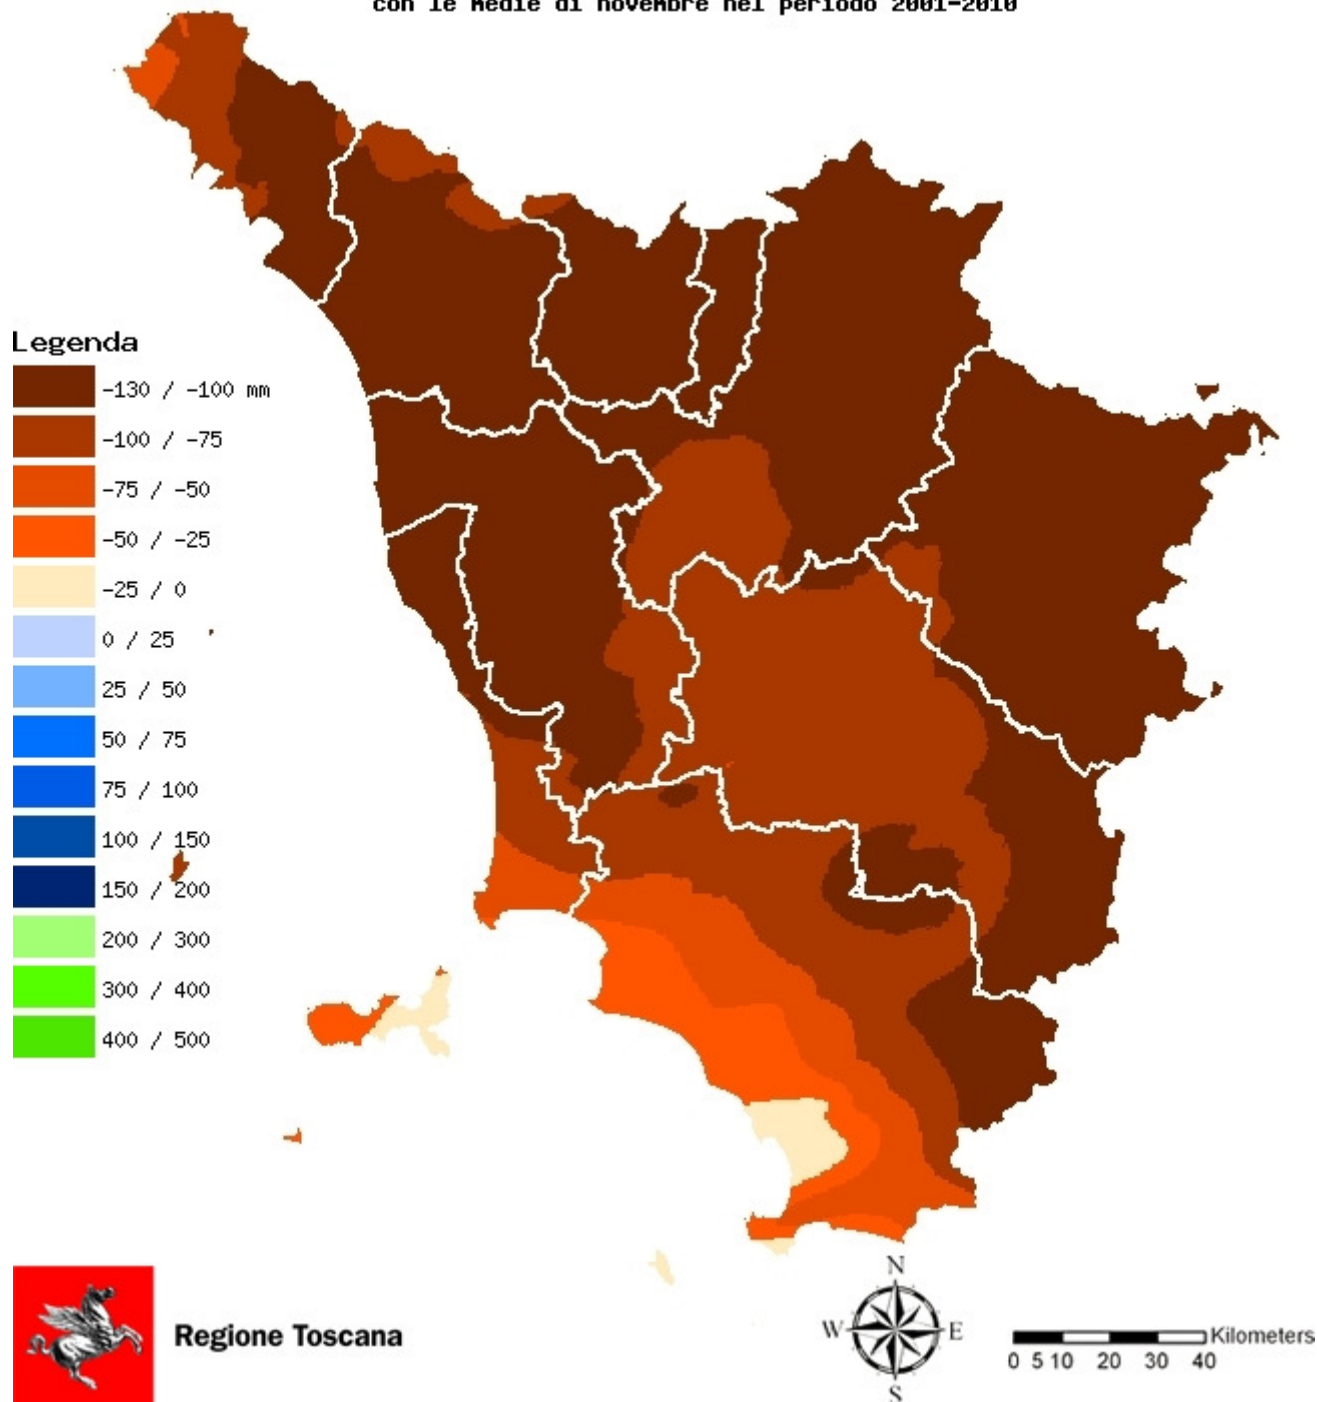 con le medie di novembre nel periodo 2001-2010
Legenda
-130 / -100 mm
-100 / -75
-75 / -50
-50 / -25
-25 / 0
0 / 25
25 / 50
50 / 75
75 / 100
100 / 150
150 / 200
200 / 300
300 / 400
400 / 500
Regione Toscana
N
W E
S
Kilometers
0 5 10 20 30 40